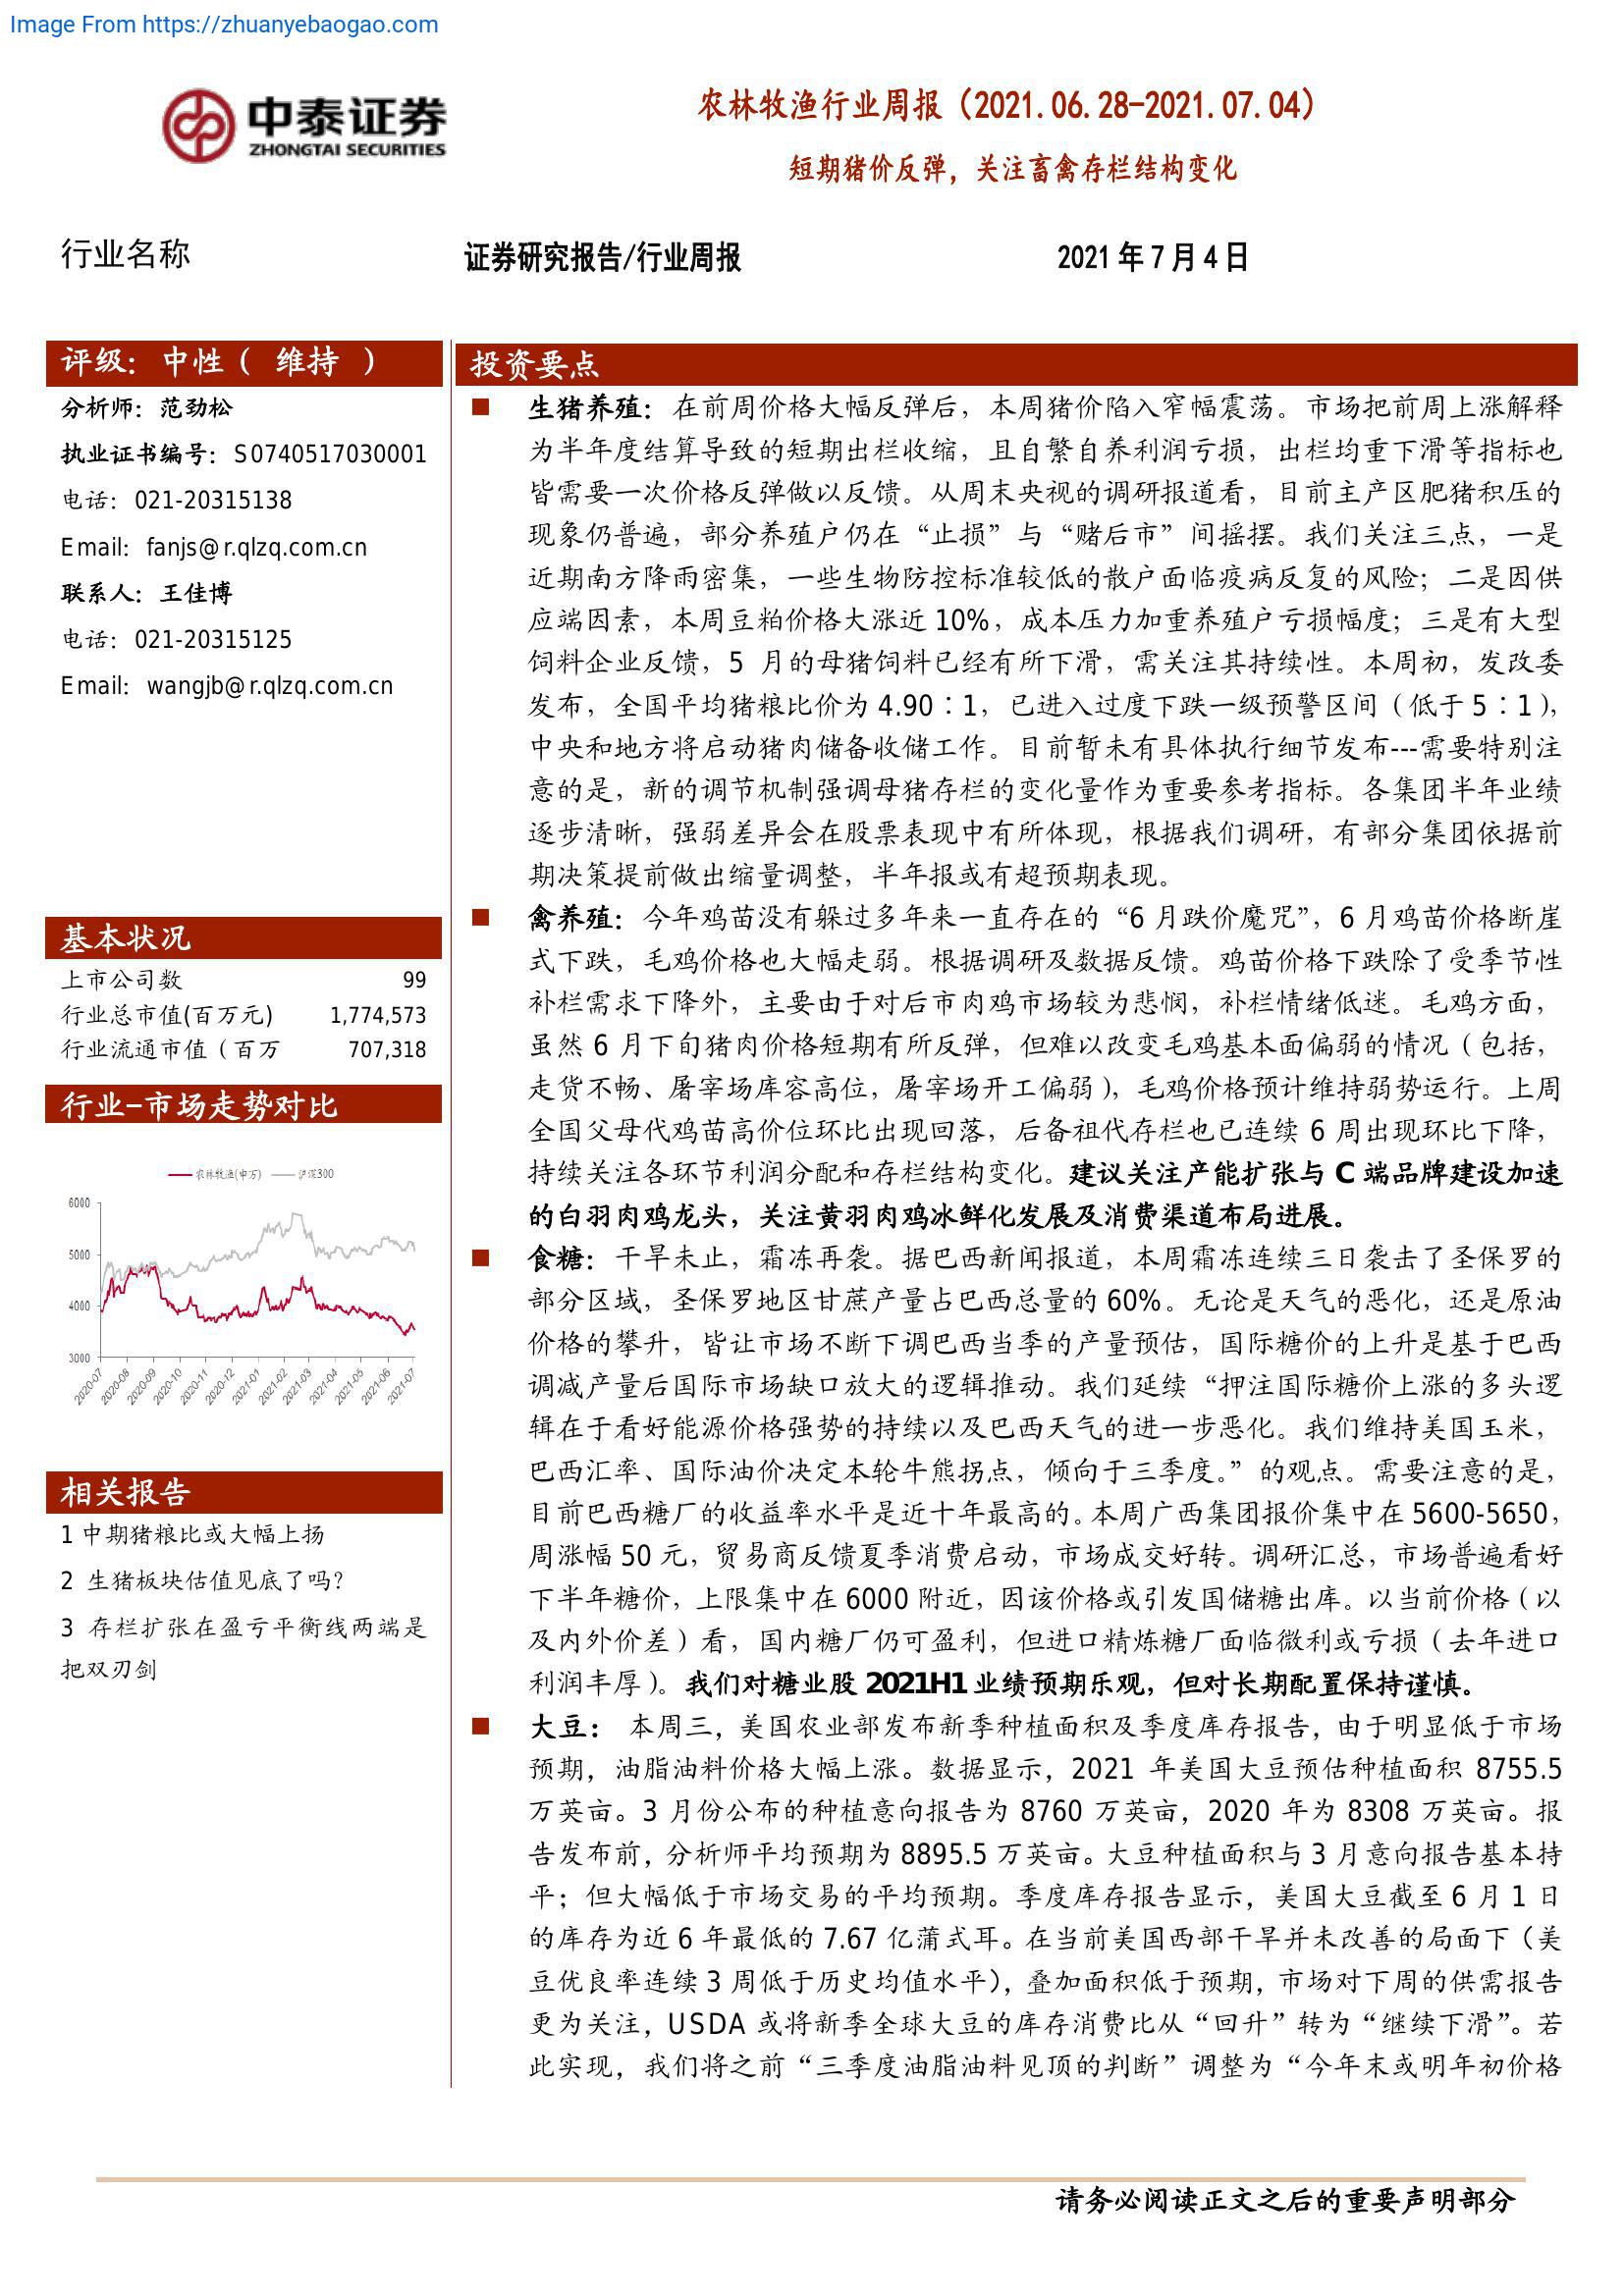 Image From https://zhuanyebaogao.com
中泰证券
ZHONGTAI SECURITIES
农林牧渔行业周报（2021.06.28-2021.07.04）
短期猪价反弹，关注畜禽存栏结构变化
行业名称
证券研究报告/行业周报
2021 年 7 月 4 日
评级：中性（ 维持 ）
分析师：范劲松
执业证书编号：S0740517030001
电话：021-20315138
Email：fanjs@r.qlzq.com.cn
联系人：王佳博
电话：021-20315125
Email：wangjb@r.qlzq.com.cn
基本状况
上市公司数 99
行业总市值(百万元) 1,774,573
行业流通市值（百万 707,318
行业-市场走势对比
农林牧渔(申万) 沪深300
6000
5000
4000
3000
2020-07 2020-08 2020-09 2020-10 2020-11 2020-12 2021-01 2021-02 2021-03 2021-04 2021-05 2021-06 2021-07
相关报告
1 中期猪粮比或大幅上扬
2 生猪板块估值见底了吗？
3 存栏扩张在盈亏平衡线两端是
把双刃剑
投资要点
■ 生猪养殖：在前周价格大幅反弹后，本周猪价陷入窄幅震荡。市场把前周上涨解释
为半年度结算导致的短期出栏收缩，且自繁自养利润亏损，出栏均重下滑等指标也
皆需要一次价格反弹做以反馈。从周末央视的调研报道看，目前主产区肥猪积压的
现象仍普遍，部分养殖户仍在“止损”与“赌后市”间摇摆。我们关注三点，一是
近期南方降雨密集，一些生物防控标准较低的散户面临疫病反复的风险；二是因供
应端因素，本周豆粕价格大涨近 10%，成本压力加重养殖户亏损幅度；三是有大型
饲料企业反馈，5 月的母猪饲料已经有所下滑，需关注其持续性。本周初，发改委
发布，全国平均猪粮比价为 4.90∶1，已进入过度下跌一级预警区间（低于 5∶1），
中央和地方将启动猪肉储备收储工作。目前暂未有具体执行细节发布---需要特别注
意的是，新的调节机制强调母猪存栏的变化量作为重要参考指标。各集团半年业绩
逐步清晰，强弱差异会在股票表现中有所体现，根据我们调研，有部分集团依据前
期决策提前做出缩量调整，半年报或有超预期表现。
■ 禽养殖：今年鸡苗没有躲过多年来一直存在的“6 月跌价魔咒”，6 月鸡苗价格断崖
式下跌，毛鸡价格也大幅走弱。根据调研及数据反馈。鸡苗价格下跌除了受季节性
补栏需求下降外，主要由于对后市肉鸡市场较为悲悯，补栏情绪低迷。毛鸡方面，
虽然 6 月下旬猪肉价格短期有所反弹，但难以改变毛鸡基本面偏弱的情况（包括，
走货不畅、屠宰场库容高位，屠宰场开工偏弱），毛鸡价格预计维持弱势运行。上周
全国父母代鸡苗高价位环比出现回落，后备祖代存栏也已连续 6 周出现环比下降，
持续关注各环节利润分配和存栏结构变化。建议关注产能扩张与 C 端品牌建设加速
的白羽肉鸡龙头，关注黄羽肉鸡冰鲜化发展及消费渠道布局进展。
■ 食糖：干旱未止，霜冻再袭。据巴西新闻报道，本周霜冻连续三日袭击了圣保罗的
部分区域，圣保罗地区甘蔗产量占巴西总量的 60%。无论是天气的恶化，还是原油
价格的攀升，皆让市场不断下调巴西当季的产量预估，国际糖价的上升是基于巴西
调减产量后国际市场缺口放大的逻辑推动。我们延续“押注国际糖价上涨的多头逻
辑在于看好能源价格强势的持续以及巴西天气的进一步恶化。我们维持美国玉米，
巴西汇率、国际油价决定本轮牛熊拐点，倾向于三季度。”的观点。需要注意的是，
目前巴西糖厂的收益率水平是近十年最高的。本周广西集团报价集中在 5600-5650，
周涨幅 50 元，贸易商反馈夏季消费启动，市场成交好转。调研汇总，市场普遍看好
下半年糖价，上限集中在 6000 附近，因该价格或引发国储糖出库。以当前价格（以
及内外价差）看，国内糖厂仍可盈利，但进口精炼糖厂面临微利或亏损（去年进口
利润丰厚）。我们对糖业股 2021H1 业绩预期乐观，但对长期配置保持谨慎。
■ 大豆： 本周三，美国农业部发布新季种植面积及季度库存报告，由于明显低于市场
预期，油脂油料价格大幅上涨。数据显示，2021 年美国大豆预估种植面积 8755.5
万英亩。3 月份公布的种植意向报告为 8760 万英亩，2020 年为 8308 万英亩。报
告发布前，分析师平均预期为 8895.5 万英亩。大豆种植面积与 3 月意向报告基本持
平；但大幅低于市场交易的平均预期。季度库存报告显示，美国大豆截至 6 月 1 日
的库存为近 6 年最低的 7.67 亿蒲式耳。在当前美国西部干旱并未改善的局面下（美
豆优良率连续 3 周低于历史均值水平），叠加面积低于预期，市场对下周的供需报告
更为关注，USDA 或将新季全球大豆的库存消费比从“回升”转为“继续下滑”。若
此实现，我们将之前“三季度油脂油料见顶的判断”调整为“今年末或明年初价格
请务必阅读正文之后的重要声明部分